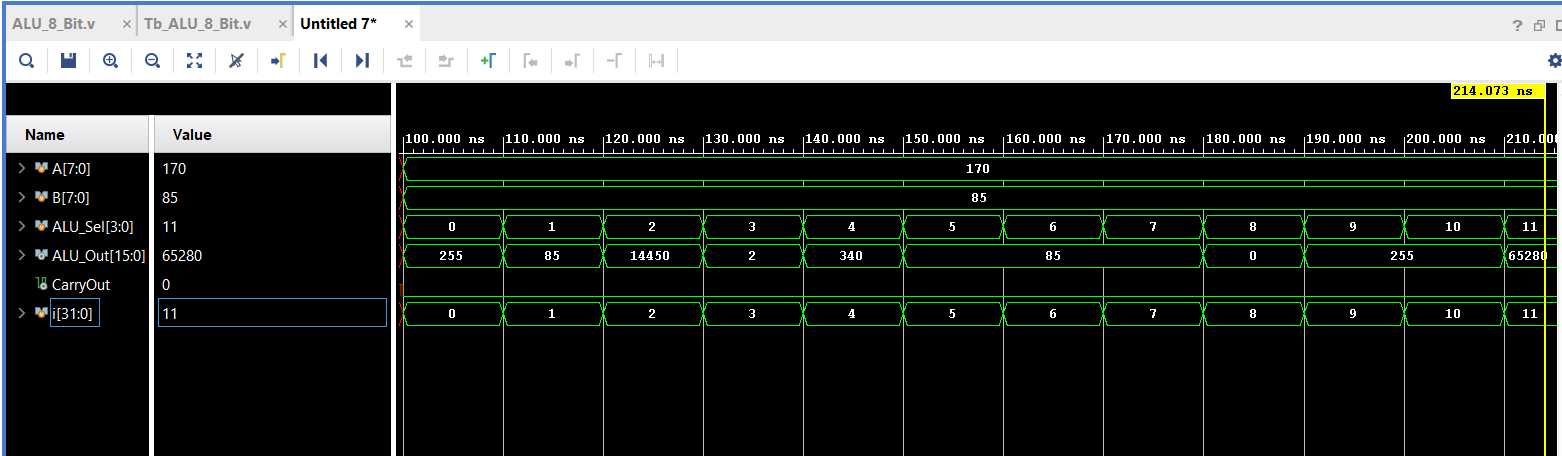 ALU_8_Bit.v × Tb_ALU_8_Bit.v × Untitled 7* ×
?
214.073 ns
Name Value
100.000 ns 110.000 ns 120.000 ns 130.000 ns 140.000 ns 150.000 ns 160.000 ns 170.000 ns 180.000 ns 190.000 ns 200.000 ns 210.000
A[7:0] 170 170
B[7:0] 85 85
ALU_Sel[3:0] 11 0 1 2 3 4 5 6 7 8 9 10 11
ALU_Out[15:0] 65280 255 85 14450 2 340 85 0 255 65280
CarryOut 0
i[31:0] 11 0 1 2 3 4 5 6 7 8 9 10 11